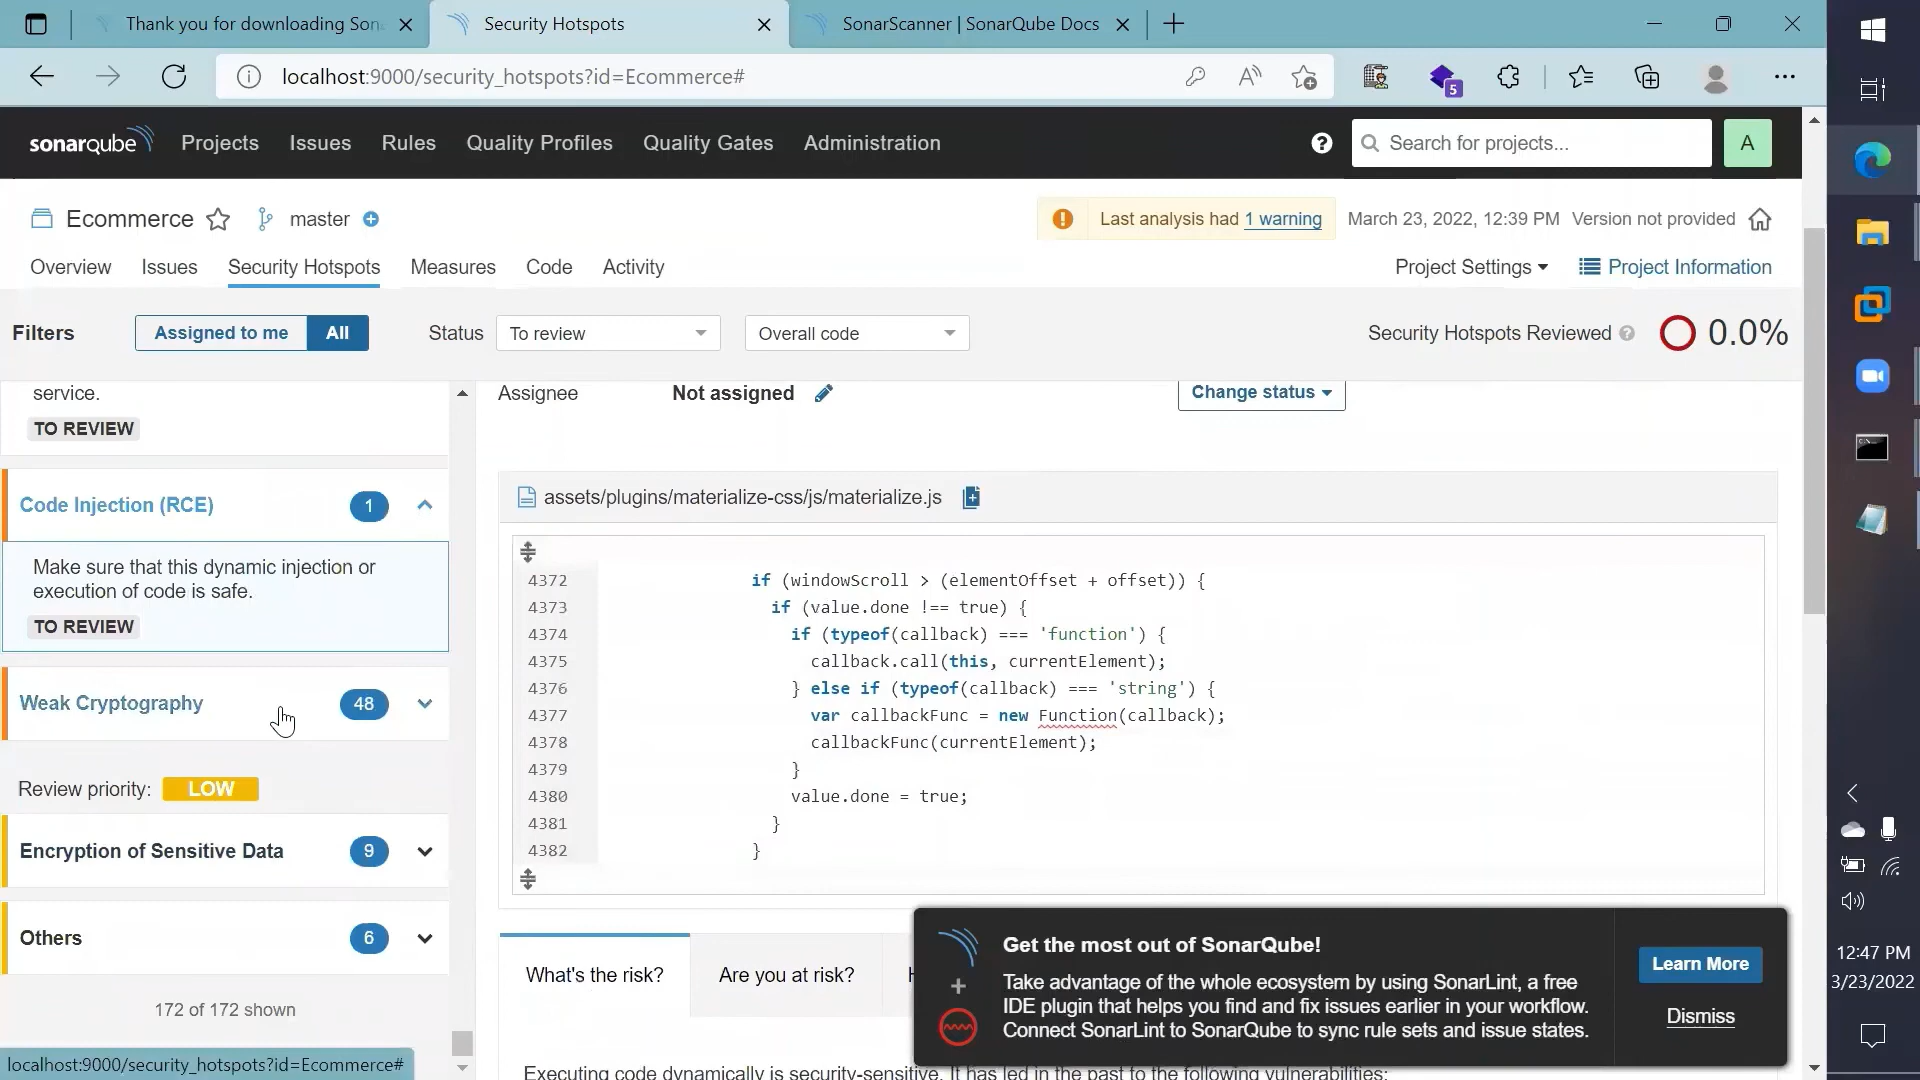 Thank you for downloading Son
Security Hotspots
SonarScanner | SonarQube Docs
localhost:9000/security_hotspots?id=Ecommerce#
5
sonarqube
Projects
Issues
Rules
Quality Profiles
Quality Gates
Administration
?
Search for projects...
A
Ecommerce
master
Last analysis had 1 warning
March 23, 2022, 12:39 PM
Version not provided
Overview
Issues
Security Hotspots
Measures
Code
Activity
Project Settings
Project Information
Filters
Assigned to me
All
Status
To review
Overall code
Security Hotspots Reviewed
?
0.0%
service.
TO REVIEW
Code Injection (RCE)
1
Make sure that this dynamic injection or
execution of code is safe.
TO REVIEW
Weak Cryptography
48
Review priority:
LOW
Encryption of Sensitive Data
9
Others
6
172 of 172 shown
localhost:9000/security_hotspots?id=Ecommerce#
Assignee
Not assigned
Change status
assets/plugins/materialize-css/js/materialize.js
4372 if (windowScroll > (elementOffset + offset)) {
4373 if (value.done !== true) {
4374 if (typeof(callback) === 'function') {
4375 callback.call(this, currentElement);
4376 } else if (typeof(callback) === 'string') {
4377 var callbackFunc = new Function(callback);
4378 callbackFunc(currentElement);
4379 }
4380 value.done = true;
4381 }
4382 }
What's the risk?
Are you at risk?
Get the most out of SonarQube!
Take advantage of the whole ecosystem by using SonarLint, a free
IDE plugin that helps you find and fix issues earlier in your workflow.
Connect SonarLint to SonarQube to sync rule sets and issue states.
Learn More
Dismiss
Executing code dynamically is security-sensitive. It has led in the past to the following vulnerabilities:
12:47 PM
3/23/2022